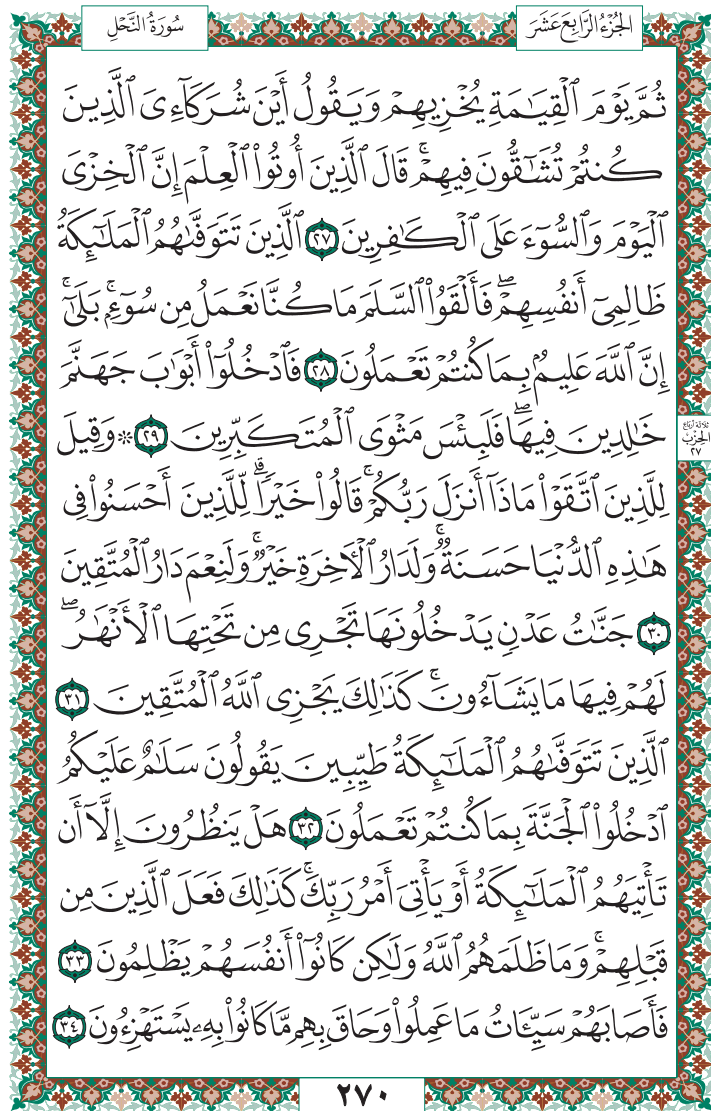 الجُزْءُ الرَّابِعَ عَشَرَ
سُورَةُ النَّحْلِ
ثُمَّ يَوْمَ ٱلْقِيَٰمَةِ يُخْزِيهِمْ وَيَقُولُ أَيْنَ شُرَكَآءِىَ ٱلَّذِينَ
كُنتُمْ تُشَٰٓقُّونَ فِيهِمْۚ قَالَ ٱلَّذِينَ أُوتُوا۟ ٱلْعِلْمَ إِنَّ ٱلْخِزْىَ
ٱلْيَوْمَ وَٱلسُّوٓءَ عَلَى ٱلْكَٰفِرِينَ ٢٧ ٱلَّذِينَ تَتَوَفَّىٰهُمُ ٱلْمَلَٰٓئِكَةُ
ظَالِمِىٓ أَنفُسِهِمْۖ فَأَلْقَوُا۟ ٱلسَّلَمَ مَا كُنَّا نَعْمَلُ مِن سُوٓءٍۭۚ بَلَىٰٓۚ
إِنَّ ٱللَّهَ عَلِيمٌۢ بِمَا كُنتُمْ تَعْمَلُونَ ٢٨ فَٱدْخُلُوٓا۟ أَبْوَٰبَ جَهَنَّمَ
خَٰلِدِينَ فِيهَاۖ فَلَبِئْسَ مَثْوَى ٱلْمُتَكَبِّرِينَ ٢٩ ۞ وَقِيلَ
لِلَّذِينَ ٱتَّقَوْا۟ مَاذَآ أَنزَلَ رَبُّكُمْۚ قَالُوا۟ خَيْرًاۗ لِّلَّذِينَ أَحْسَنُوا۟ فِى
هَٰذِهِ ٱلدُّنْيَا حَسَنَةٌۚ وَلَدَارُ ٱلْءَاخِرَةِ خَيْرٌۚ وَلَنِعْمَ دَارُ ٱلْمُتَّقِينَ
٣٠ جَنَّٰتُ عَدْنٍ يَدْخُلُونَهَا تَجْرِى مِن تَحْتِهَا ٱلْأَنْهَٰرُۖ
لَهُمْ فِيهَا مَا يَشَآءُونَۚ كَذَٰلِكَ يَجْزِى ٱللَّهُ ٱلْمُتَّقِينَ ٣١
ٱلَّذِينَ تَتَوَفَّىٰهُمُ ٱلْمَلَٰٓئِكَةُ طَيِّبِينَ يَقُولُونَ سَلَٰمٌ عَلَيْكُمُ
ٱدْخُلُوا۟ ٱلْجَنَّةَ بِمَا كُنتُمْ تَعْمَلُونَ ٣٢ هَلْ يَنظُرُونَ إِلَّآ أَن
تَأْتِيَهُمُ ٱلْمَلَٰٓئِكَةُ أَوْ يَأْتِىَ أَمْرُ رَبِّكَۚ كَذَٰلِكَ فَعَلَ ٱلَّذِينَ مِن
قَبْلِهِمْۚ وَمَا ظَلَمَهُمُ ٱللَّهُ وَلَٰكِن كَانُوٓا۟ أَنفُسَهُمْ يَظْلِمُونَ ٣٣
فَأَصَابَهُمْ سَيِّـَٔاتُ مَا عَمِلُوا۟ وَحَاقَ بِهِم مَّا كَانُوا۟ بِهِۦ يَسْتَهْزِءُونَ ٣٤
ثلاثة أرباع
الحزب
٢٧
٢٧٠